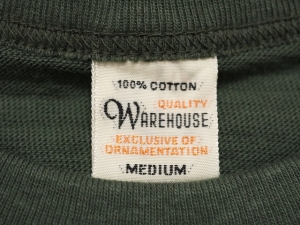 100% COTTON
QUALITY
WAREHOUSE
EXCLUSIVE OF
ORNAMENTATION
MEDIUM